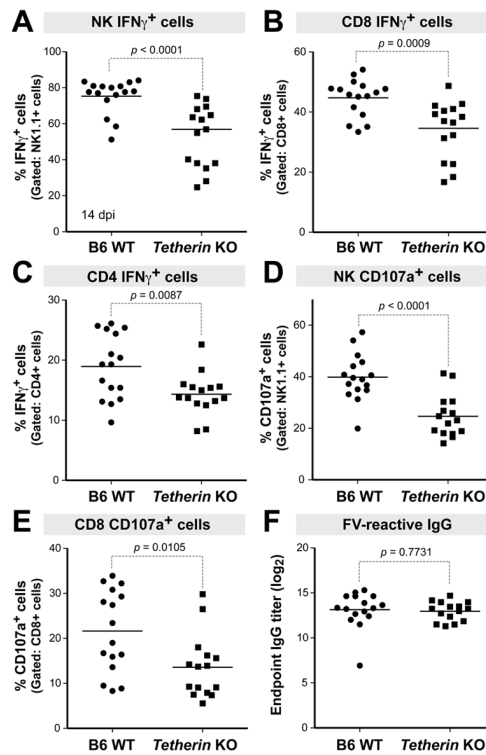 A
NK IFNγ+ cells
p < 0.0001
% IFNγ+ cells
(Gated: NK1.1+ cells)
100
80
60
40
20
0
14 dpi
B6 WT
Tetherin KO
B
CD8 IFNγ+ cells
p = 0.0009
% IFNγ+ cells
(Gated: CD8+ cells)
60
40
20
0
B6 WT
Tetherin KO
C
CD4 IFNγ+ cells
p = 0.0087
% IFNγ+ cells
(Gated: CD4+ cells)
30
20
10
0
B6 WT
Tetherin KO
D
NK CD107a+ cells
p < 0.0001
% CD107a+ cells
(Gated: NK1.1+ cells)
60
40
20
0
B6 WT
Tetherin KO
E
CD8 CD107a+ cells
p = 0.0105
% CD107a+ cells
(Gated: CD8+ cells)
40
30
20
10
0
B6 WT
Tetherin KO
F
FV-reactive IgG
p = 0.7731
Endpoint IgG titer (log2)
20
15
10
5
0
B6 WT
Tetherin KO